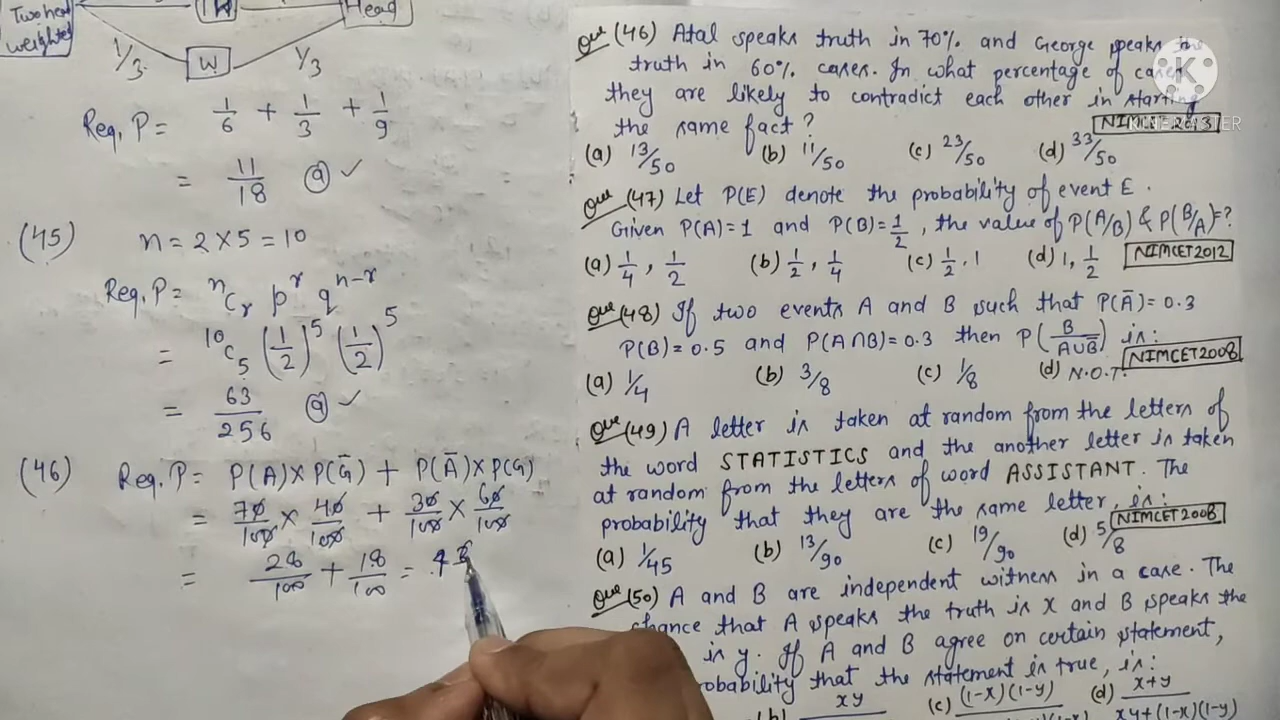 Two head
weighted
W
Head
1/3
W
1/3
Req. P = 1/6 + 1/3 + 1/9
= 11/18 (a) ✓
(45) n = 2 × 5 = 10
Req. P = nCr p^r q^n-r
= 10C5 (1/2)^5 (1/2)^5
= 63/256 (a) ✓
(46) Req. P = P(A) × P(Ḡ) + P(Ā) × P(G)
= 70/100 × 40/100 + 30/100 × 60/100
= 28/100 + 18/100 =
Que (46) Atal speaks truth in 70% and George speaks the
truth in 60% cases. In what percentage of cases
they are likely to contradict each other in starting
the same fact?
NIMCET 2013
(a) 13/50 (b) 11/50 (c) 23/50 (d) 33/50
Que (47) Let P(E) denote the probability of event E.
Given P(A)=1 and P(B)=1/2, the value of P(A/B) & P(B/A)=?
(a) 1/4, 1/2 (b) 1/2, 1/4 (c) 1/2, 1 (d) 1, 1/2 NIMCET2012
Que (48) If two events A and B such that P(Ā)=0.3
P(B)=0.5 and P(A∩B)=0.3 then P(B/A∪B̄) is:
NIMCET2008
(a) 1/4 (b) 3/8 (c) 1/8 (d) N.O.T.
Que (49) A letter is taken at random from the letters of
the word STATISTICS and the another letter is taken
at random from the letters of word ASSISTANT. The
probability that they are the same letter, is:
NIMCET2008
(a) 1/45 (b) 13/90 (c) 19/90 (d) 5/8
Que (50) A and B are independent witness in a case. The
chance that A speaks the truth is x and B speaks the
is y. If A and B agree on certain statement,
probability that the statement is true, is:
(b) xy (c) (1-x)(1-y) (d) x+y
xy+(1-x)(1-y)
K